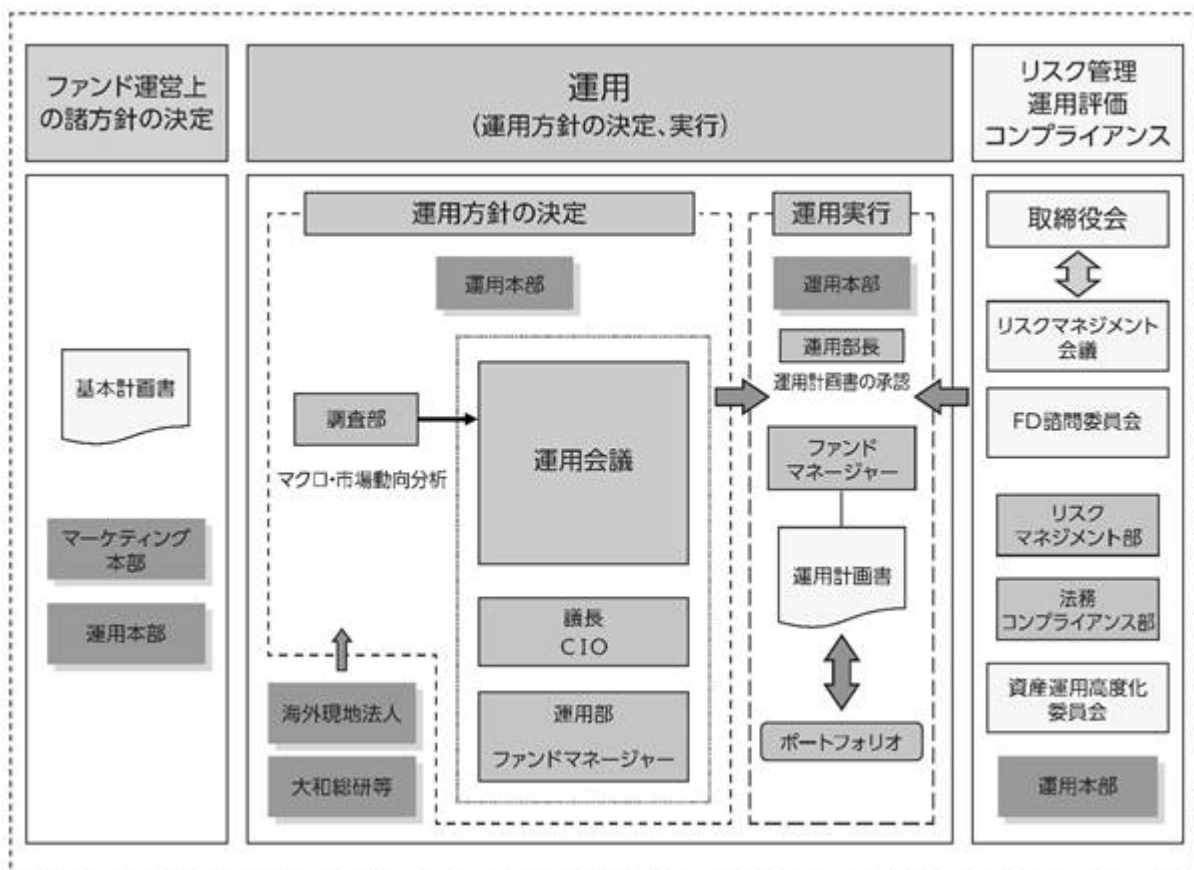 ファンド運営上
の諸方針の決定
基本計画書
マーケティング
本部
運用本部
運用
(運用方針の決定、実行)
運用方針の決定
運用本部
調査部
マクロ・市場動向分析
運用会議
議長
CIO
運用部
ファンドマネージャー
海外現地法人
大和総研等
運用実行
運用本部
運用部長
運用計画書の承認
ファンド
マネージャー
運用計画書
ポートフォリオ
リスク管理
運用評価
コンプライアンス
取締役会
リスクマネジメント
会議
FD諮問委員会
リスク
マネジメント部
法務
コンプライアンス部
資産運用高度化
委員会
運用本部